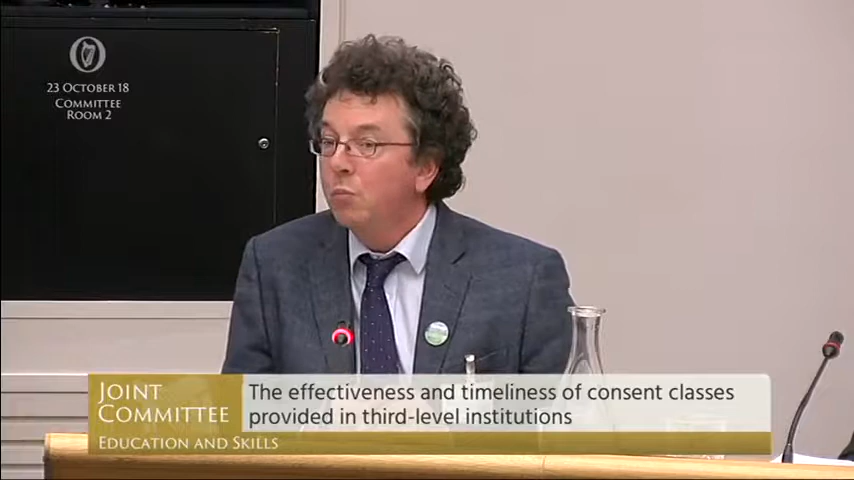 23 October 18
Committee
Room 2
Joint
Committee
Education and Skills
The effectiveness and timeliness of consent classes
provided in third-level institutions